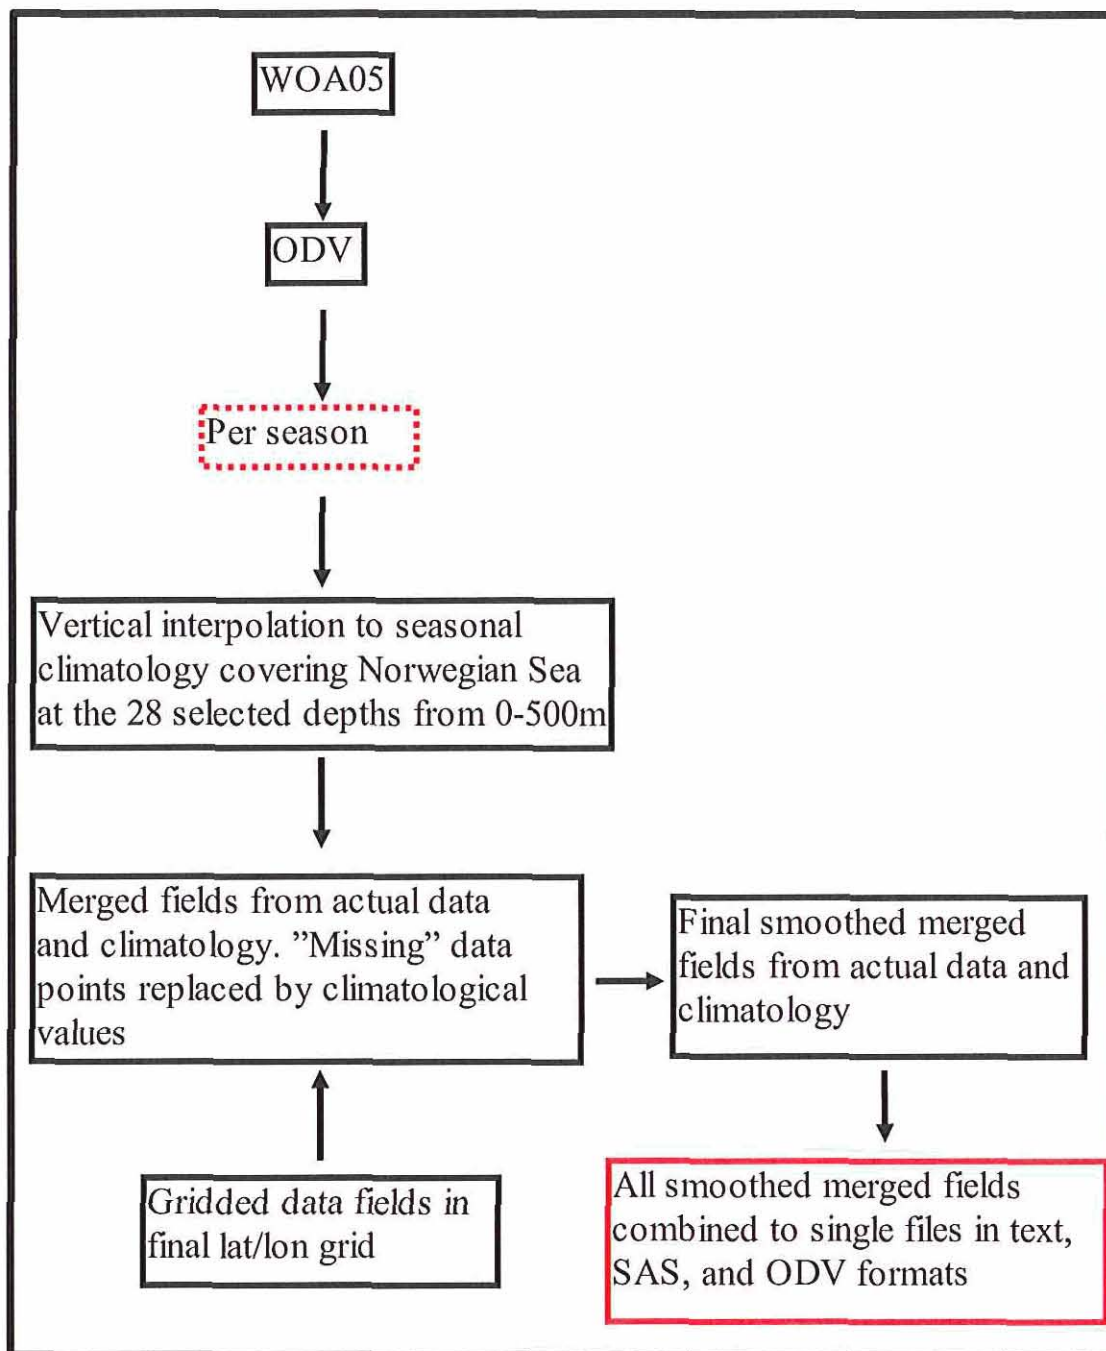 WOA05
ODV
Per season
Vertical interpolation to seasonal
climatology covering Norwegian Sea
at the 28 selected depths from 0-500m
Merged fields from actual data
and climatology. ”Missing” data
points replaced by climatological
values
Final smoothed merged
fields from actual data and
climatology
Gridded data fields in
final lat/lon grid
All smoothed merged fields
combined to single files in text,
SAS, and ODV formats